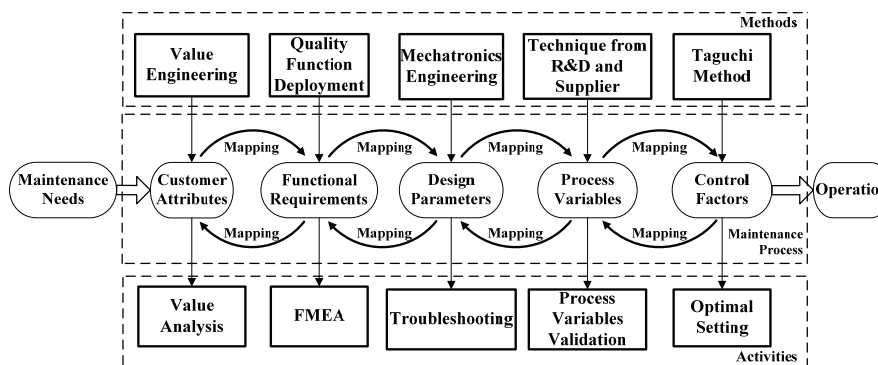 Methods
Value
Engineering
Quality
Function
Deployment
Mechatronics
Engineering
Technique from
R&D and
Supplier
Taguchi
Method
Mapping
Mapping
Mapping
Mapping
Maintenance
Needs
Customer
Attributes
Functional
Requirements
Design
Parameters
Process
Variables
Control
Factors
Operatio
Mapping
Mapping
Mapping
Mapping
Maintenance
Process
Value
Analysis
FMEA
Troubleshooting
Process
Variables
Validation
Optimal
Setting
Activities